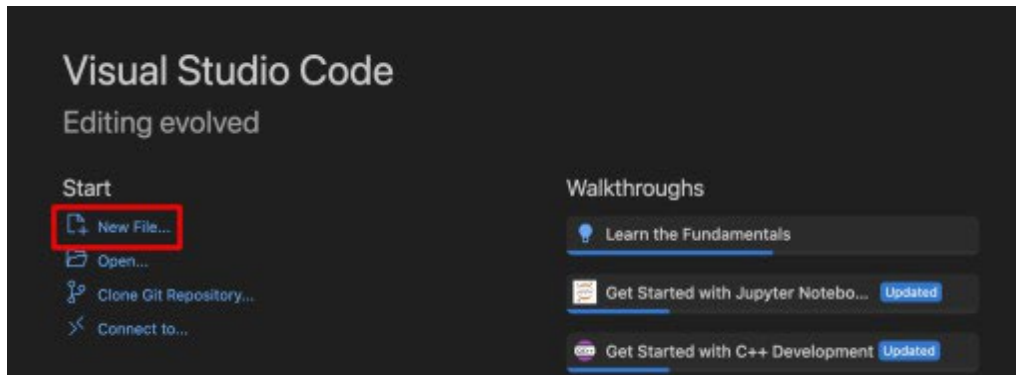 Visual Studio Code
Editing evolved
Start
New File...
Open...
Clone Git Repository...
Connect to...
Walkthroughs
Learn the Fundamentals
Get Started with Jupyter Notebo... Updated
Get Started with C++ Development Updated